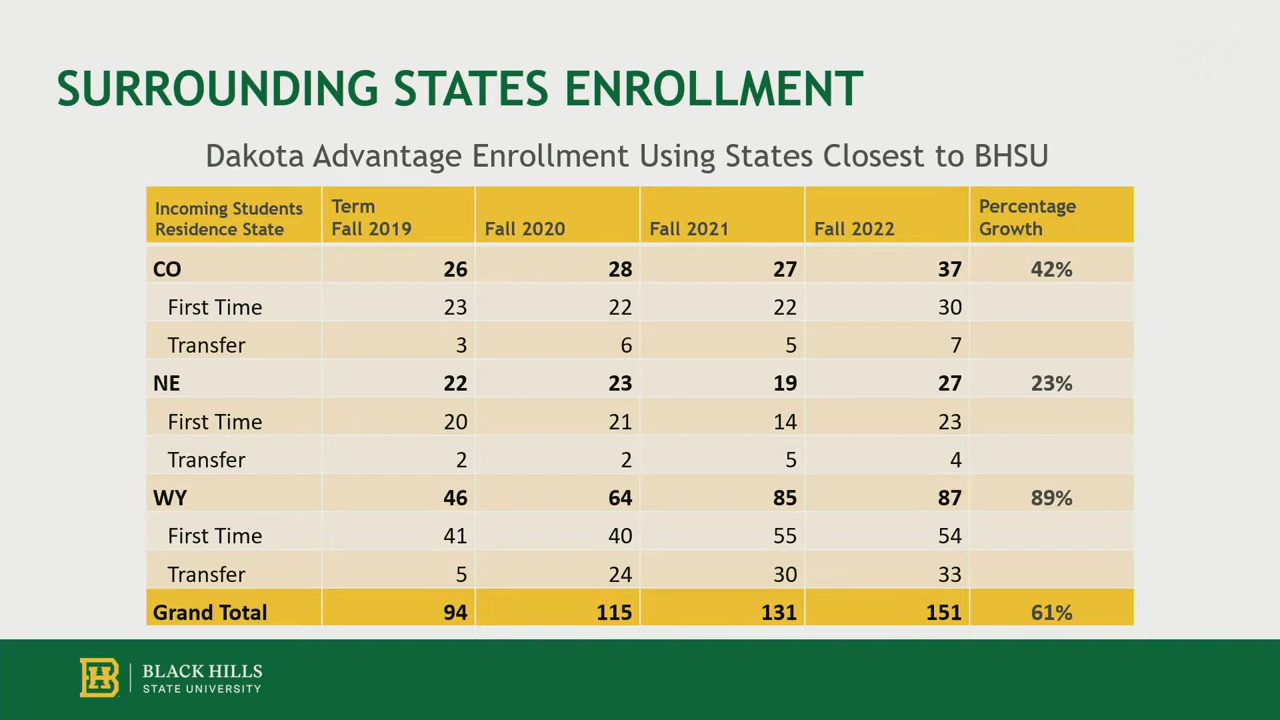 SURROUNDING STATES ENROLLMENT
Dakota Advantage Enrollment Using States Closest to BHSU
Incoming Students Residence State Term Fall 2019 Fall 2020 Fall 2021 Fall 2022 Percentage Growth
CO 26 28 27 37 42%
First Time 23 22 22 30
Transfer 3 6 5 7
NE 22 23 19 27 23%
First Time 20 21 14 23
Transfer 2 2 5 4
WY 46 64 85 87 89%
First Time 41 40 55 54
Transfer 5 24 30 33
Grand Total 94 115 131 151 61%
BLACK HILLS
STATE UNIVERSITY